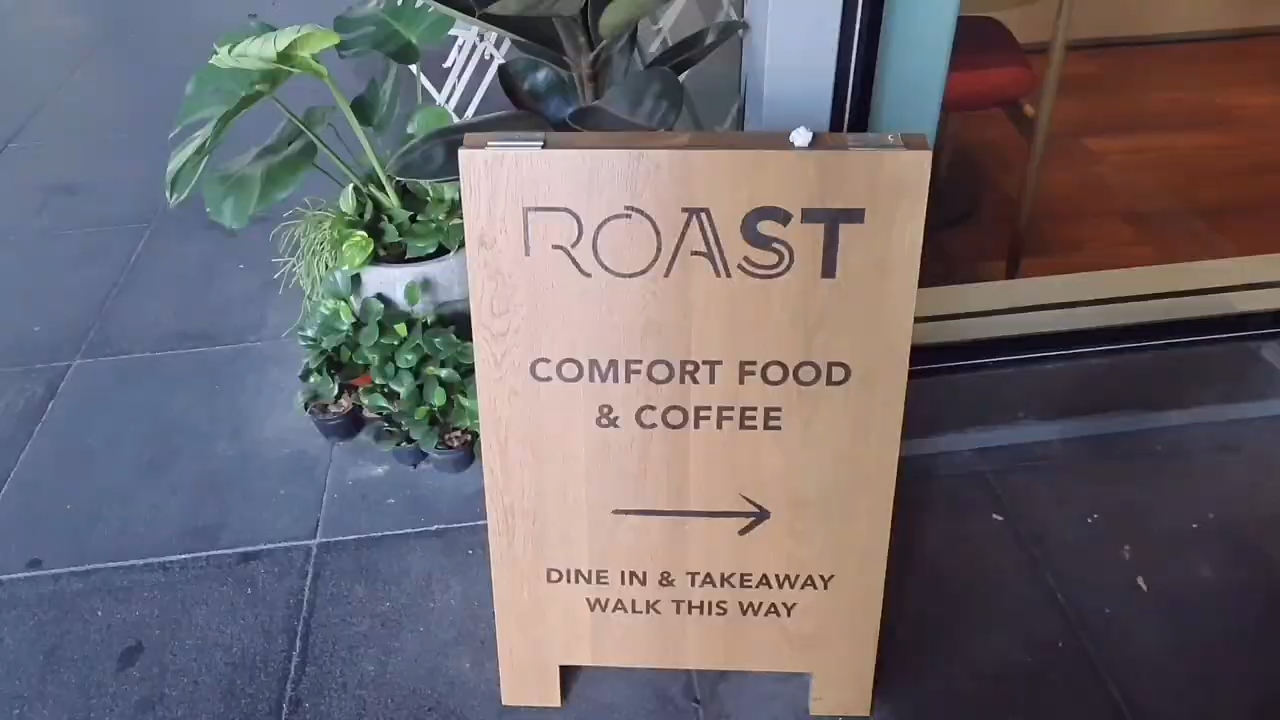 ROAST
COMFORT FOOD
& COFFEE
DINE IN & TAKEAWAY
WALK THIS WAY